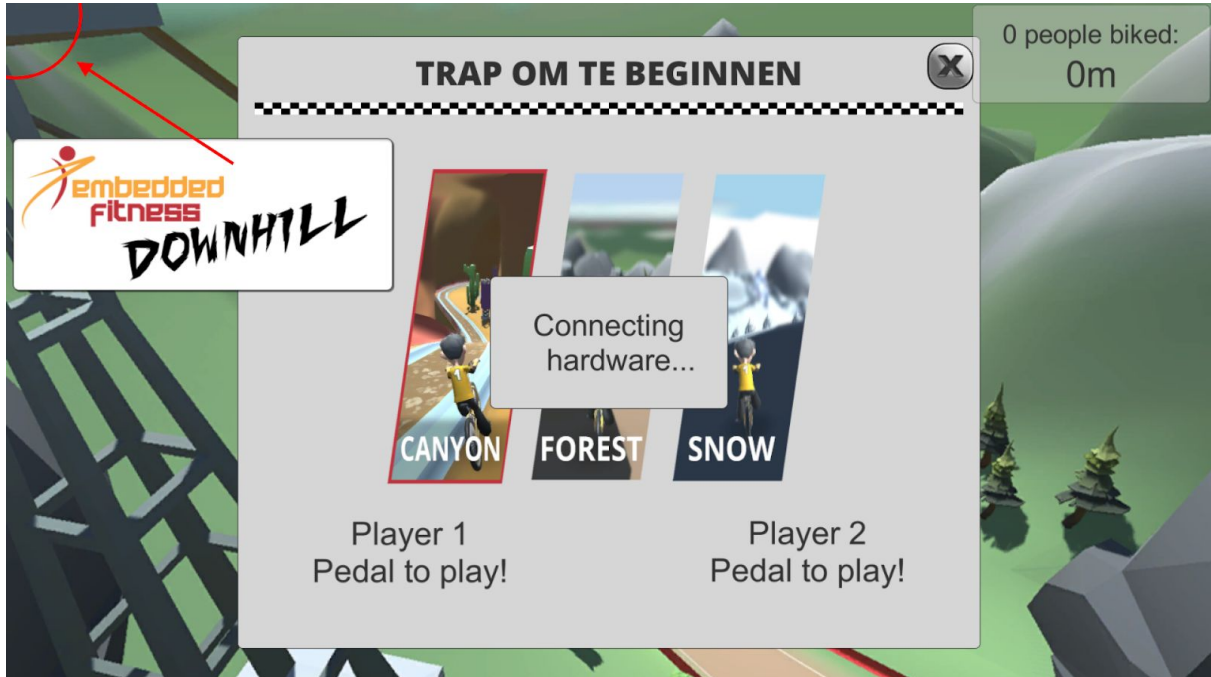 TRAP OM TE BEGINNEN
X
0 people biked:
0m
embedded
fitness
DOWNHILL
Connecting
hardware...
CANYON
FOREST
SNOW
Player 1
Pedal to play!
Player 2
Pedal to play!